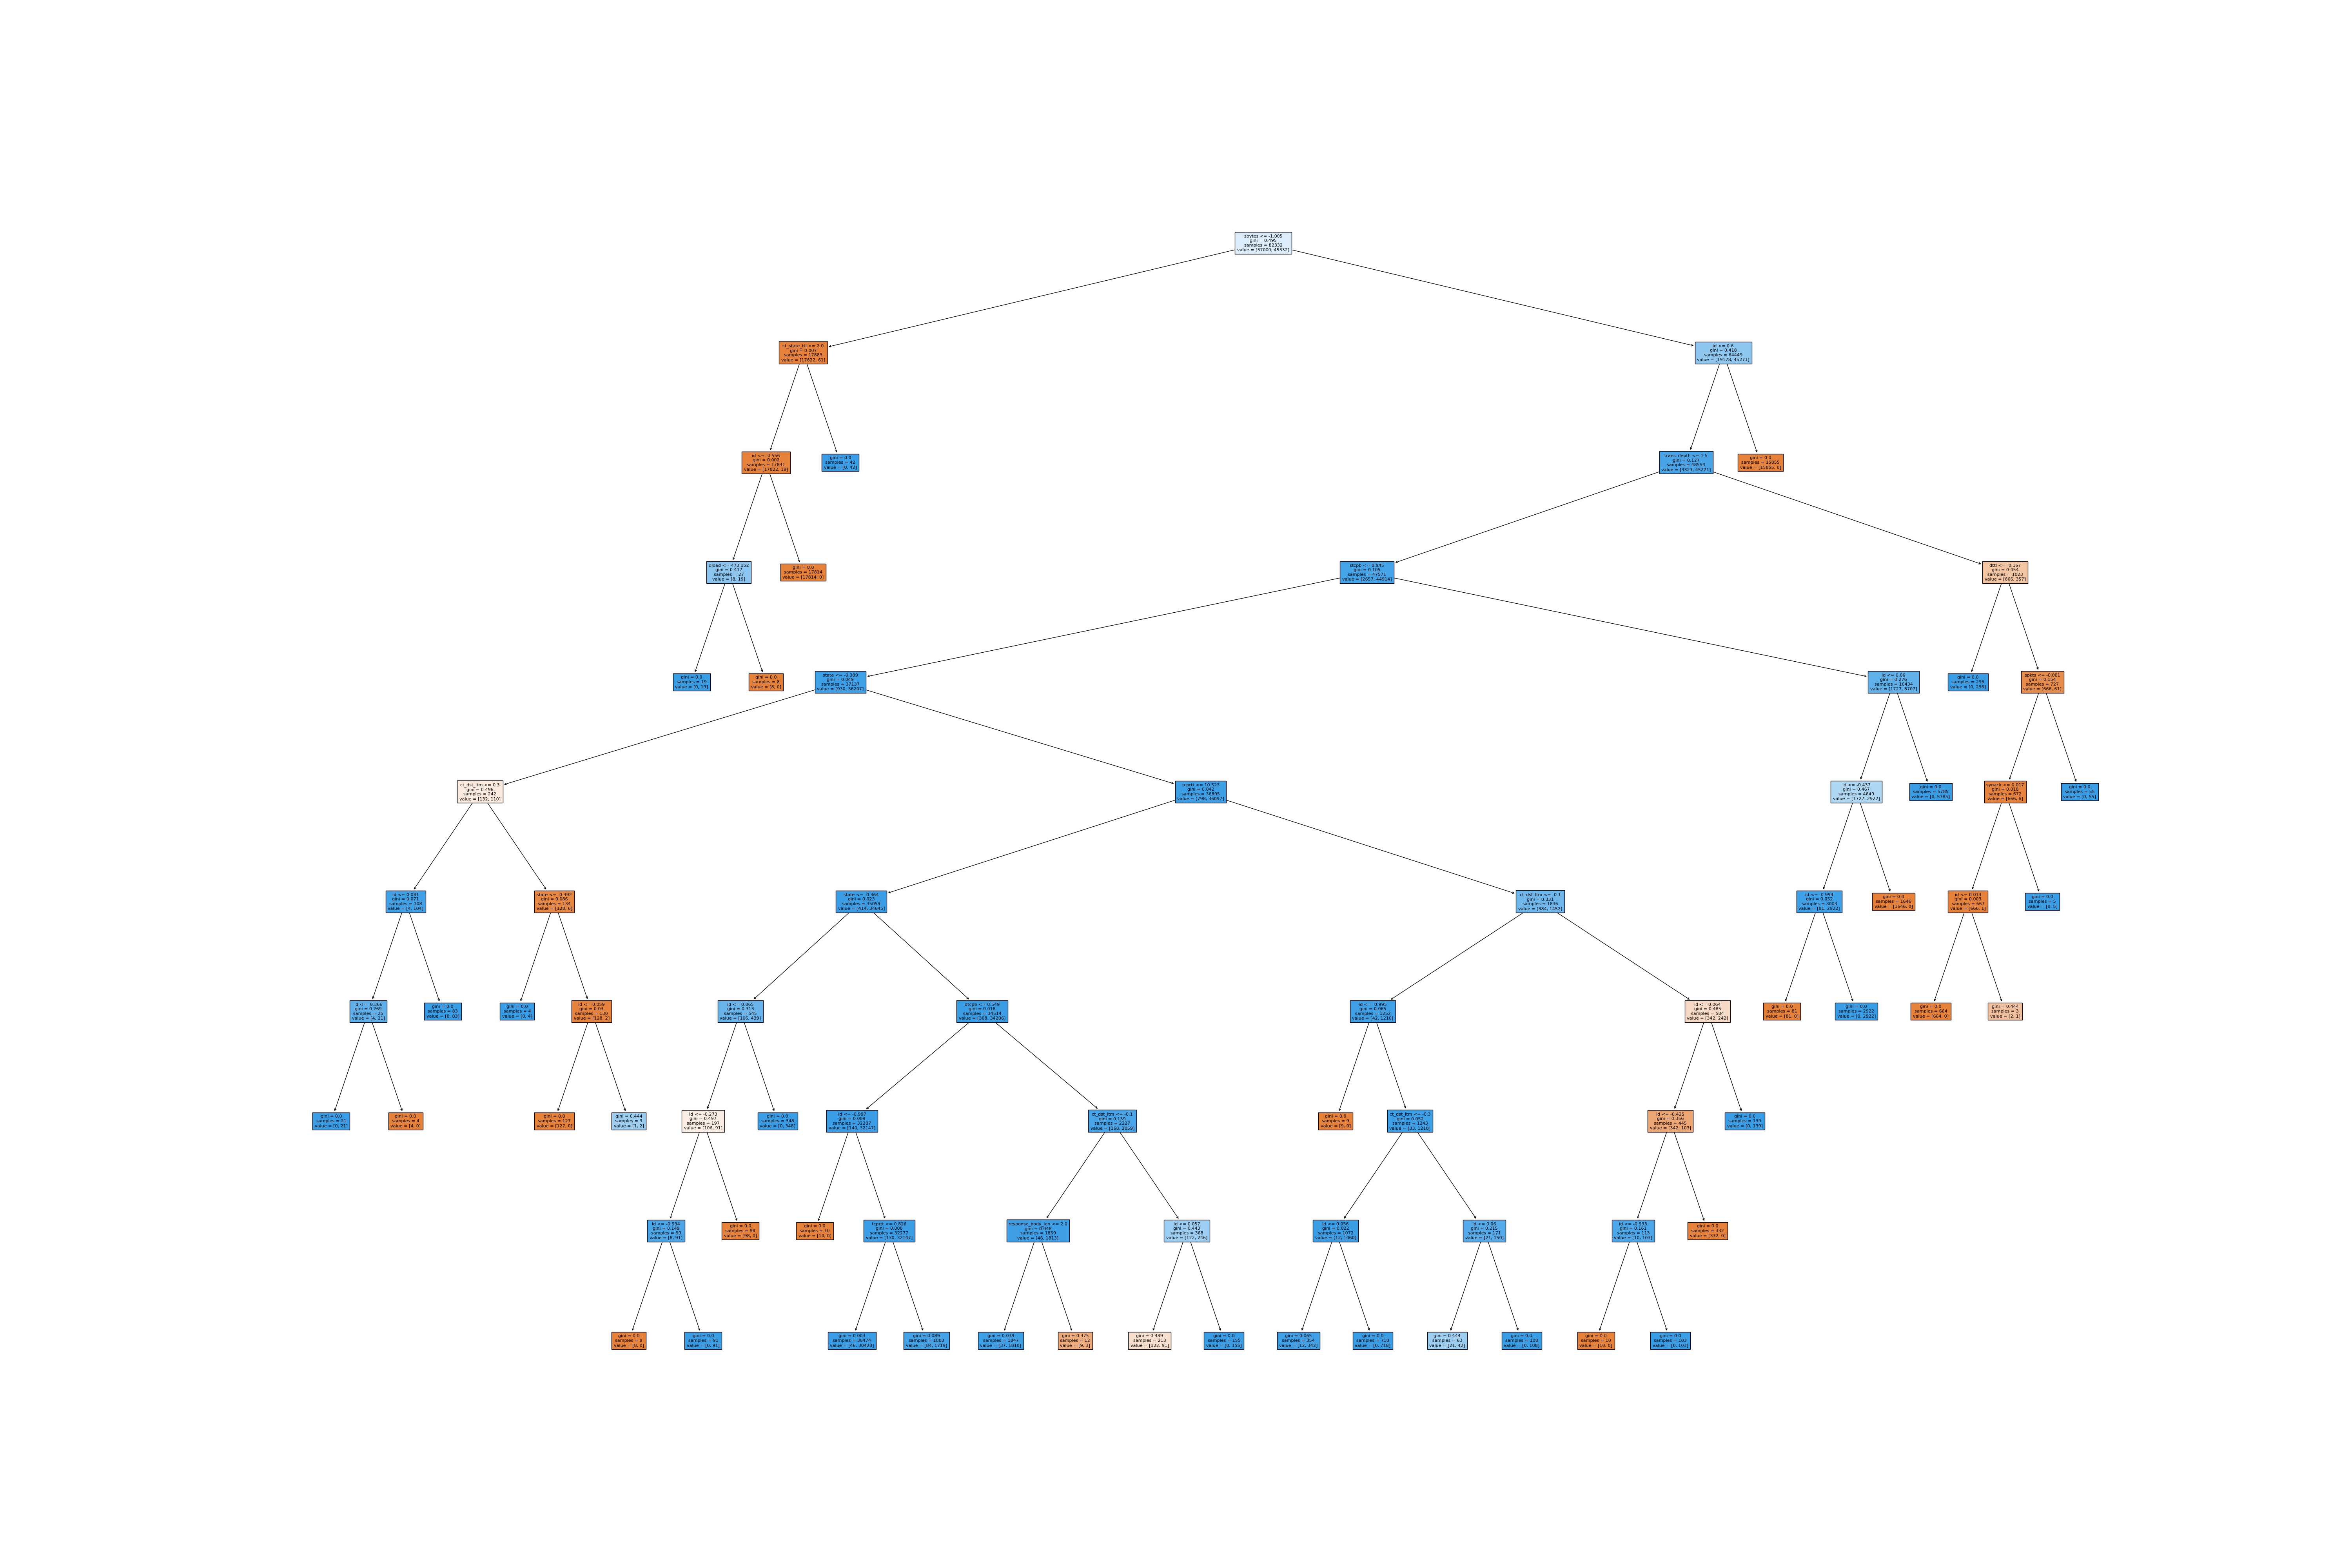 sbytes <= -1.005
gini = 0.495
samples = 82332
value = [37000, 45332]
ct_state_ttl <= 2.0
gini = 0.007
samples = 17883
value = [17822, 61]
id <= 0.6
gini = 0.418
samples = 64449
value = [19178, 45271]
id <= -0.556
gini = 0.002
samples = 17841
value = [17822, 19]
gini = 0.0
samples = 42
value = [0, 42]
trans_depth <= 1.5
gini = 0.127
samples = 48594
value = [3323, 45271]
gini = 0.0
samples = 15855
value = [15855, 0]
dload <= 473.152
gini = 0.417
samples = 27
value = [8, 19]
gini = 0.0
samples = 17814
value = [17814, 0]
gini = 0.105
samples = 47571
value = [2657, 44914]
gini = 0.454
samples = 1023
value = [666, 357]
gini = 0.0
samples = 19
value = [0, 19]
gini = 0.0
samples = 8
value = [8, 0]
state <= -0.389
gini = 0.049
samples = 37137
value = [930, 36207]
id <= 0.06
gini = 0.276
samples = 10434
value = [1727, 8707]
gini = 0.0
samples = 296
value = [0, 296]
spkts <= -0.001
gini = 0.154
samples = 727
value = [666, 61]
ct_dst_ltm <= 0.3
gini = 0.496
samples = 242
value = [132, 110]
tcprtt <= 10.523
gini = 0.042
samples = 36895
value = [798, 36097]
id <= -0.437
gini = 0.467
samples = 4649
value = [1727, 2922]
gini = 0.0
samples = 5785
value = [0, 5785]
synack <= 0.017
gini = 0.018
samples = 672
value = [666, 6]
gini = 0.0
samples = 55
value = [0, 55]
id <= 0.081
gini = 0.071
samples = 108
value = [4, 104]
state <= -0.392
gini = 0.086
samples = 134
value = [128, 6]
state <= -0.364
gini = 0.023
samples = 35059
value = [414, 34645]
ct_dst_ltm <= -0.1
gini = 0.331
samples = 1836
value = [384, 1452]
id <= -0.994
gini = 0.052
samples = 3003
value = [81, 2922]
gini = 0.0
samples = 1646
value = [1646, 0]
id <= 0.013
gini = 0.003
samples = 667
value = [666, 1]
gini = 0.0
samples = 5
value = [0, 5]
id <= -0.366
gini = 0.269
samples = 25
value = [4, 21]
gini = 0.0
samples = 83
value = [0, 83]
gini = 0.0
samples = 4
value = [0, 4]
id <= 0.059
gini = 0.03
samples = 130
value = [128, 2]
id <= 0.065
gini = 0.313
samples = 545
value = [106, 439]
dtcpb <= 0.549
gini = 0.018
samples = 34514
value = [308, 34206]
id <= -0.995
gini = 0.065
samples = 1252
value = [42, 1210]
id <= 0.064
gini = 0.485
samples = 584
value = [342, 242]
gini = 0.0
samples = 81
value = [81, 0]
gini = 0.0
samples = 2922
value = [0, 2922]
gini = 0.0
samples = 664
value = [664, 0]
gini = 0.444
samples = 3
value = [2, 1]
gini = 0.0
samples = 21
value = [0, 21]
gini = 0.0
samples = 4
value = [4, 0]
gini = 0.0
samples = 127
value = [127, 0]
gini = 0.444
samples = 3
value = [1, 2]
id <= -0.273
gini = 0.497
samples = 197
value = [106, 91]
gini = 0.0
samples = 348
value = [0, 348]
id <= -0.997
gini = 0.009
samples = 32287
value = [140, 32147]
ct_dst_ltm <= -0.1
gini = 0.139
samples = 2227
value = [168, 2059]
gini = 0.0
samples = 9
value = [9, 0]
gini = 0.052
samples = 1243
value = [33, 1210]
id <= -0.425
gini = 0.356
samples = 445
value = [342, 103]
gini = 0.0
samples = 139
value = [0, 139]
id <= -0.994
gini = 0.149
samples = 99
value = [8, 91]
gini = 0.0
samples = 98
value = [98, 0]
gini = 0.0
samples = 10
value = [10, 0]
tcprtt <= 0.826
gini = 0.008
samples = 32277
value = [130, 32147]
response_body_len <= 2.0
gini = 0.048
samples = 1859
value = [46, 1813]
id <= 0.057
gini = 0.443
samples = 368
value = [122, 246]
id <= 0.056
gini = 0.022
samples = 1072
value = [12, 1060]
id <= 0.06
gini = 0.215
samples = 171
value = [21, 150]
id <= -0.993
gini = 0.161
samples = 113
value = [10, 103]
gini = 0.0
samples = 332
value = [332, 0]
gini = 0.0
samples = 8
value = [8, 0]
gini = 0.0
samples = 91
value = [0, 91]
gini = 0.003
samples = 30474
value = [46, 30428]
gini = 0.089
samples = 1803
value = [84, 1719]
gini = 0.039
samples = 1847
value = [37, 1810]
gini = 0.375
samples = 12
value = [9, 3]
gini = 0.489
samples = 213
value = [122, 91]
gini = 0.0
samples = 155
value = [0, 155]
gini = 0.065
samples = 354
value = [12, 342]
gini = 0.0
samples = 718
value = [0, 718]
gini = 0.444
samples = 63
value = [21, 42]
gini = 0.0
samples = 108
value = [0, 108]
gini = 0.0
samples = 10
value = [10, 0]
gini = 0.0
samples = 103
value = [0, 103]